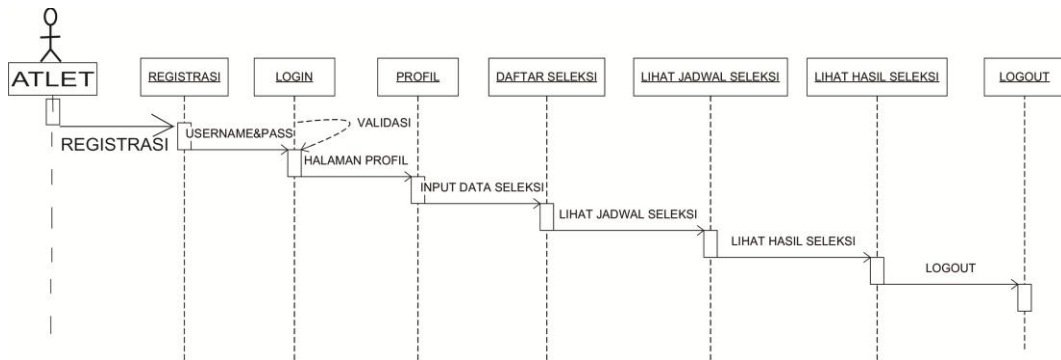 ATLET
REGISTRASI
LOGIN
PROFIL
DAFTAR SELEKSI
LIHAT JADWAL SELEKSI
LIHAT HASIL SELEKSI
LOGOUT
REGISTRASI
USERNAME&PASS
VALIDASI
HALAMAN PROFIL
INPUT DATA SELEKSI
LIHAT JADWAL SELEKSI
LIHAT HASIL SELEKSI
LOGOUT